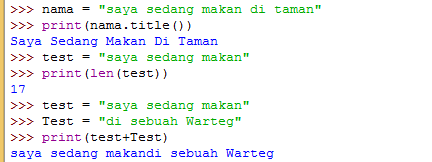 >>> nama = "saya sedang makan di taman"
>>> print(nama.title())
Saya Sedang Makan Di Taman
>>> test = "saya sedang makan"
>>> print(len(test))
17
>>> test = "saya sedang makan"
>>> Test = "di sebuah Warteg"
>>> print(test+Test)
saya sedang makandi sebuah Warteg